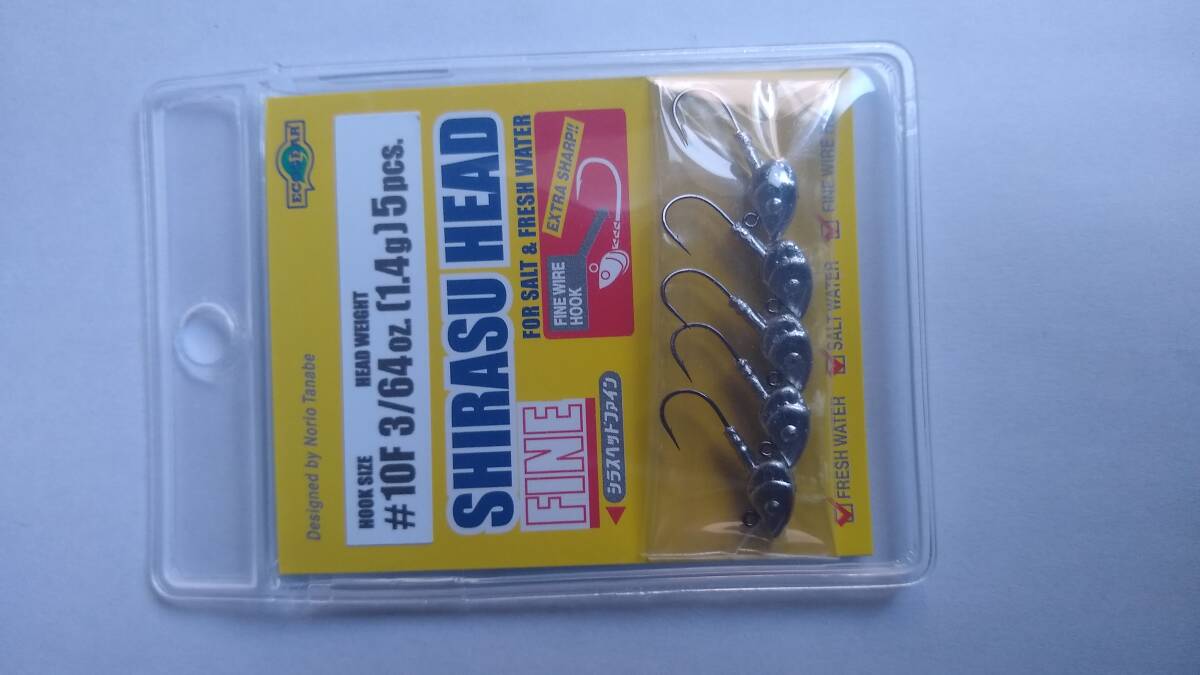 Designed by Norio Tanabe
HOOK SIZE HEAD WEIGHT
#10F 3/64oz.(1.4g)5pcs.
SHIRASU HEAD
FINE FOR SALT & FRESH WATER
シラスヘッドファイン
FINE WIRE HOOK
EXTRA SHARP!!
FRESH WATER SALT WATER FINE WIRE